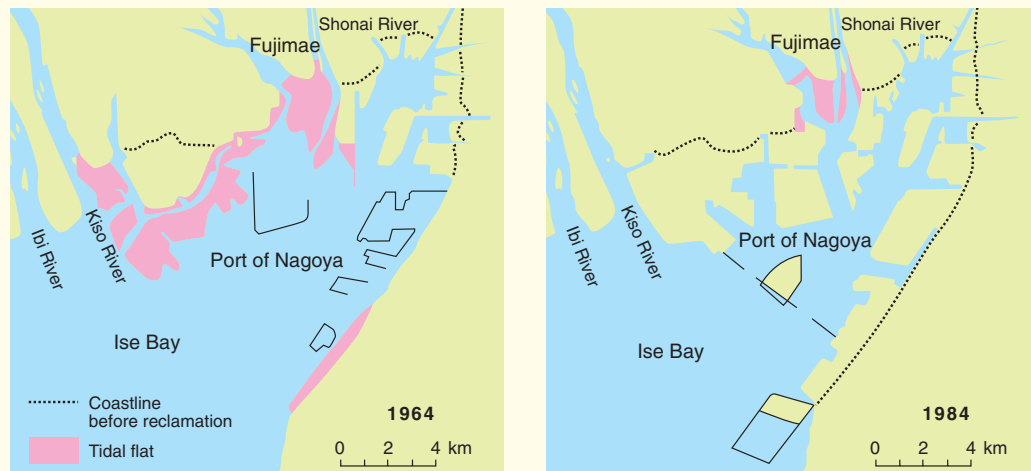 Shonai River
Fujimae
Kiso River
Ibi River
Port of Nagoya
Ise Bay
Coastline
before reclamation
Tidal flat
1964
0 2 4 km
Shonai River
Fujimae
Kiso River
Ibi River
Port of Nagoya
Ise Bay
1984
0 2 4 km